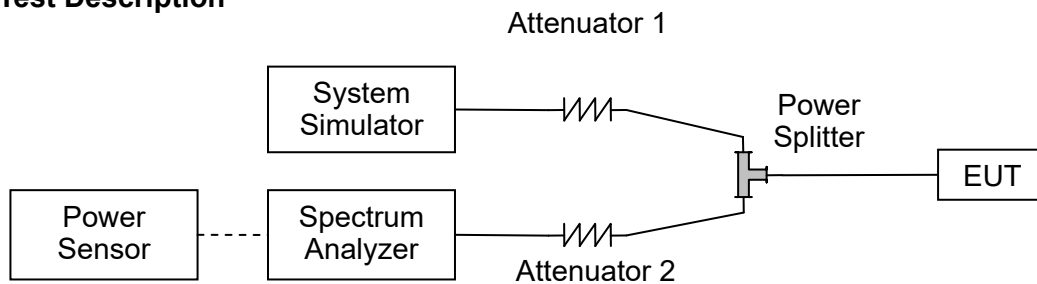 Test Description
Attenuator 1
System
Simulator
Power
Splitter
EUT
Power
Sensor
Spectrum
Analyzer
Attenuator 2